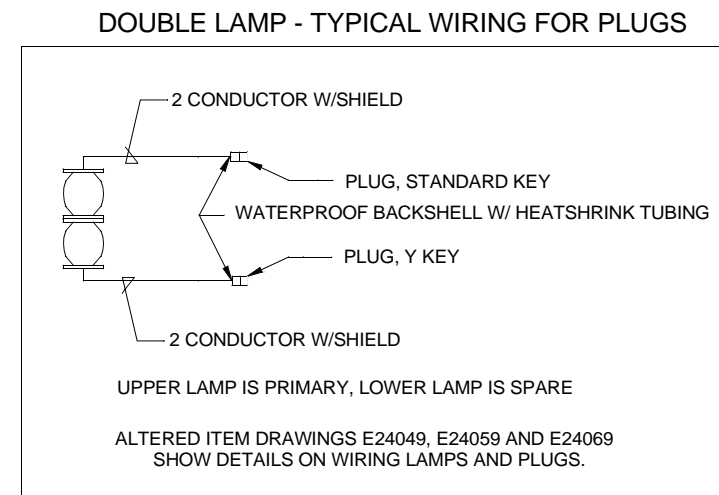 DOUBLE LAMP - TYPICAL WIRING FOR PLUGS
2 CONDUCTOR W/SHIELD
PLUG, STANDARD KEY
WATERPROOF BACKSHELL W/ HEATSHRINK TUBING
PLUG, Y KEY
2 CONDUCTOR W/SHIELD
UPPER LAMP IS PRIMARY, LOWER LAMP IS SPARE
ALTERED ITEM DRAWINGS E24049, E24059 AND E24069
SHOW DETAILS ON WIRING LAMPS AND PLUGS.